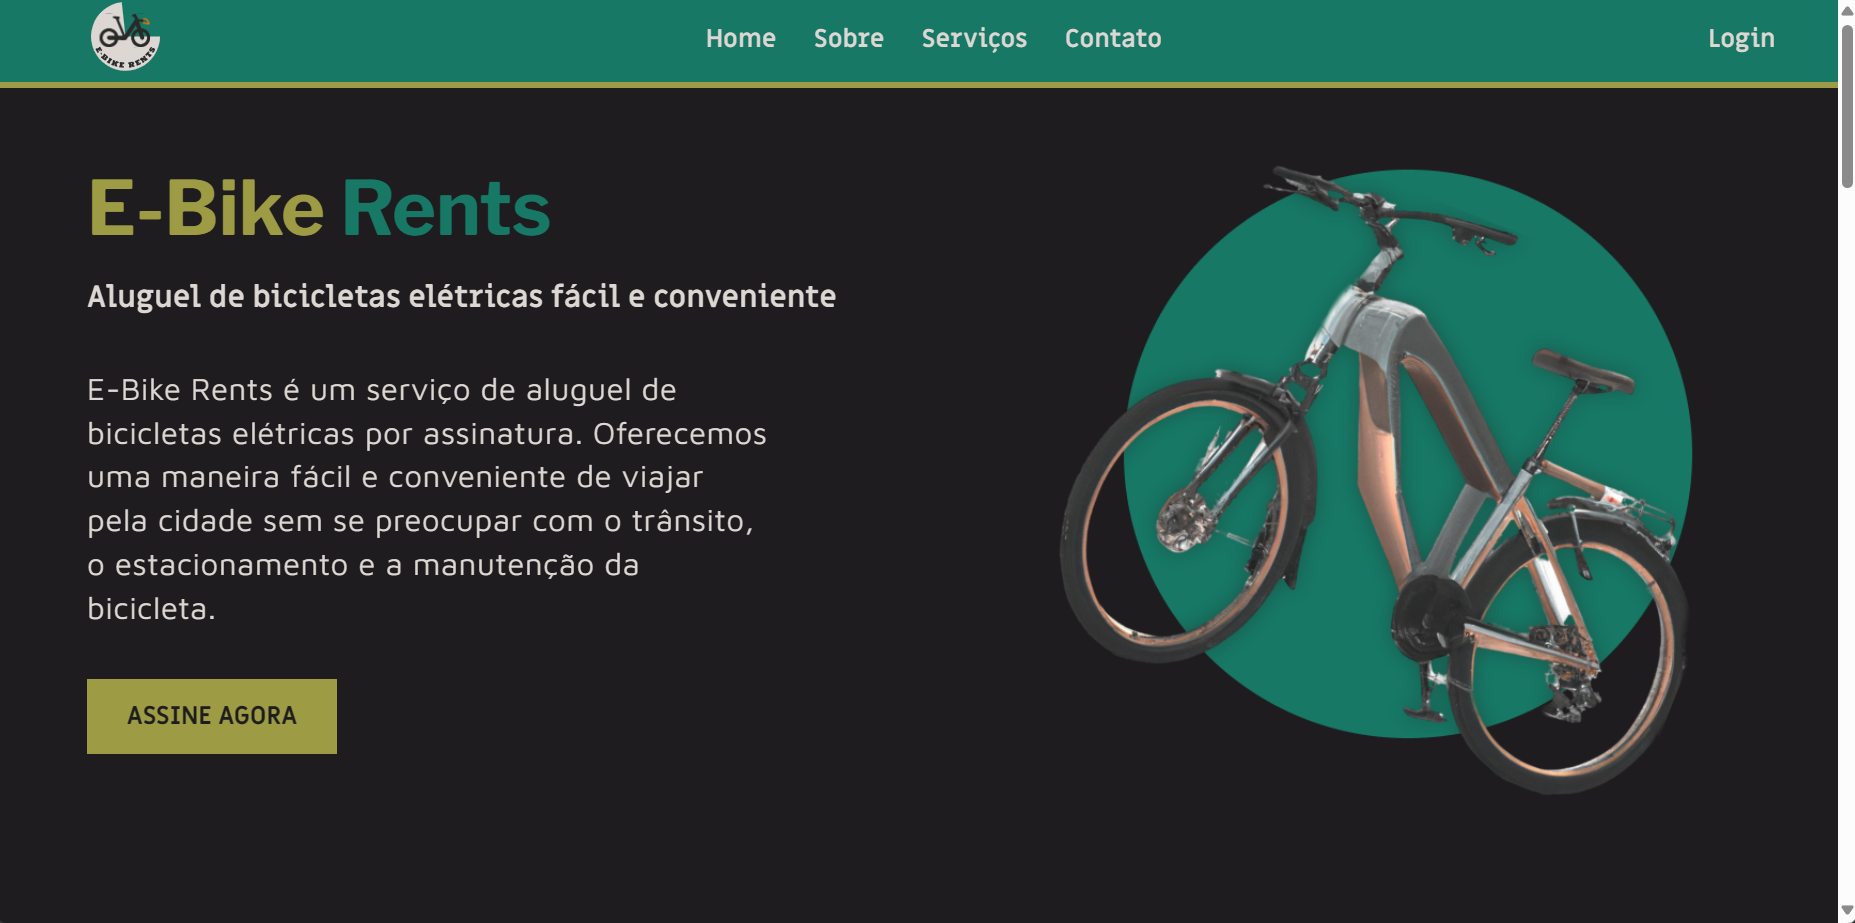 E-BIKE RENTS
Home Sobre Serviços Contato Login
E-Bike Rents
Aluguel de bicicletas elétricas fácil e conveniente
E-Bike Rents é um serviço de aluguel de
bicicletas elétricas por assinatura. Oferecemos
uma maneira fácil e conveniente de viajar
pela cidade sem se preocupar com o trânsito,
o estacionamento e a manutenção da
bicicleta.
ASSINE AGORA